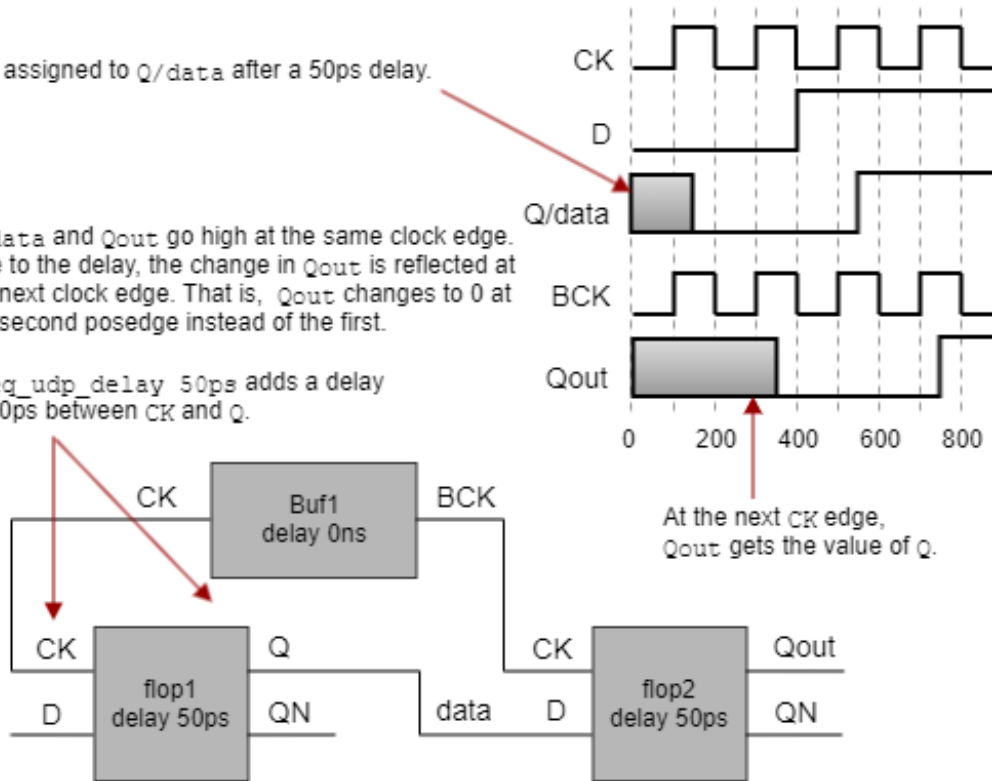 assigned to Q/data after a 50ps delay.
CK
D
Q/data
ata and Qout go high at the same clock edge.
e to the delay, the change in Qout is reflected at
next clock edge. That is, Qout changes to 0 at
second posedge instead of the first.
BCK
Qout
q_udp_delay 50ps adds a delay
0ps between CK and Q.
0 200 400 600 800
At the next CK edge,
Qout gets the value of Q.
CK
Buf1
delay 0ns
BCK
CK
D
flop1
delay 50ps
Q
QN
data
CK
D
flop2
delay 50ps
Qout
QN